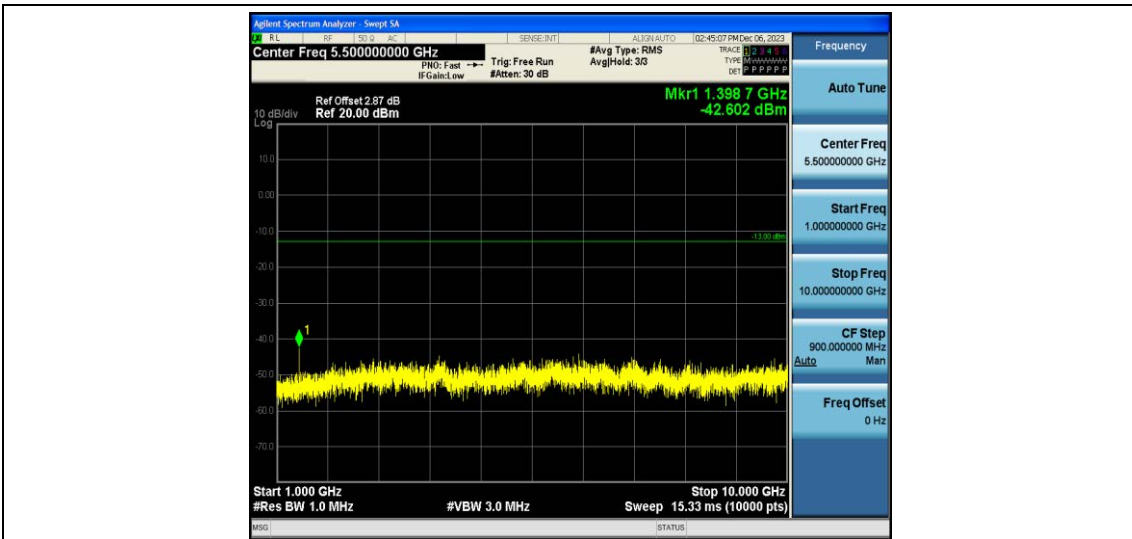 Agilent Spectrum Analyzer - Swept SA
RL RF 50 Ω AC SENSE:INT ALIGN AUTO 02:45:07 PM Dec 06, 2023
Center Freq 5.500000000 GHz
PNO: Fast
IFGain:Low
Trig: Free Run
#Atten: 30 dB
#Avg Type: RMS
Avg|Hold: 3/3
TRACE 1 2 3 4 5 6
TYPE M
DET P P P P P P
Mkr1 1.398 7 GHz
-42.602 dBm
Ref Offset 2.87 dB
10 dB/div Ref 20.00 dBm
Log
10.0
0.00
-10.0
-13.00 dBm
-20.0
-30.0
-40.0
1
-50.0
-60.0
-70.0
Start 1.000 GHz Stop 10.000 GHz
#Res BW 1.0 MHz #VBW 3.0 MHz Sweep 15.33 ms (10000 pts)
MSG STATUS
Frequency
Auto Tune
Center Freq
5.500000000 GHz
Start Freq
1.000000000 GHz
Stop Freq
10.000000000 GHz
CF Step
900.000000 MHz
Auto Man
Freq Offset
0 Hz